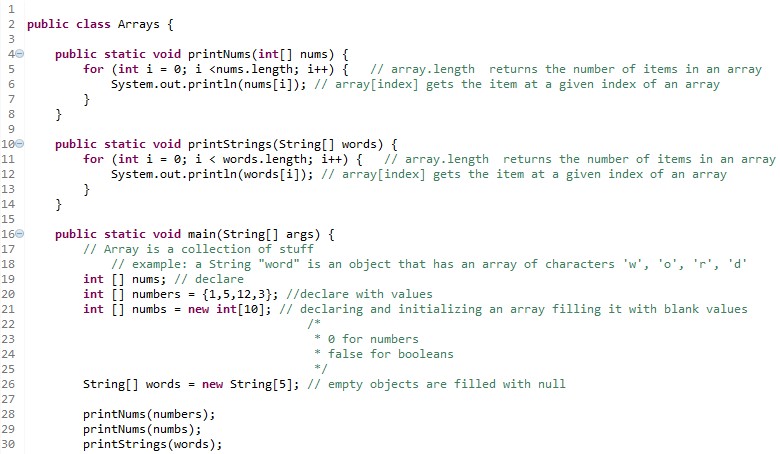 1
2 public class Arrays {
3
4 public static void printNums(int[] nums) {
5 for (int i = 0; i <nums.length; i++) { // array.length returns the number of items in an array
6 System.out.println(nums[i]); // array[index] gets the item at a given index of an array
7 }
8 }
9
10 public static void printStrings(String[] words) {
11 for (int i = 0; i < words.length; i++) { // array.length returns the number of items in an array
12 System.out.println(words[i]); // array[index] gets the item at a given index of an array
13 }
14 }
15
16 public static void main(String[] args) {
17 // Array is a collection of stuff
18 // example: a String "word" is an object that has an array of characters 'w', 'o', 'r', 'd'
19 int [] nums; // declare
20 int [] numbers = {1,5,12,3}; //declare with values
21 int [] numbs = new int[10]; // declaring and initializing an array filling it with blank values
22 /*
23 * 0 for numbers
24 * false for booleans
25 */
26 String[] words = new String[5]; // empty objects are filled with null
27
28 printNums(numbers);
29 printNums(numbs);
30 printStrings(words);